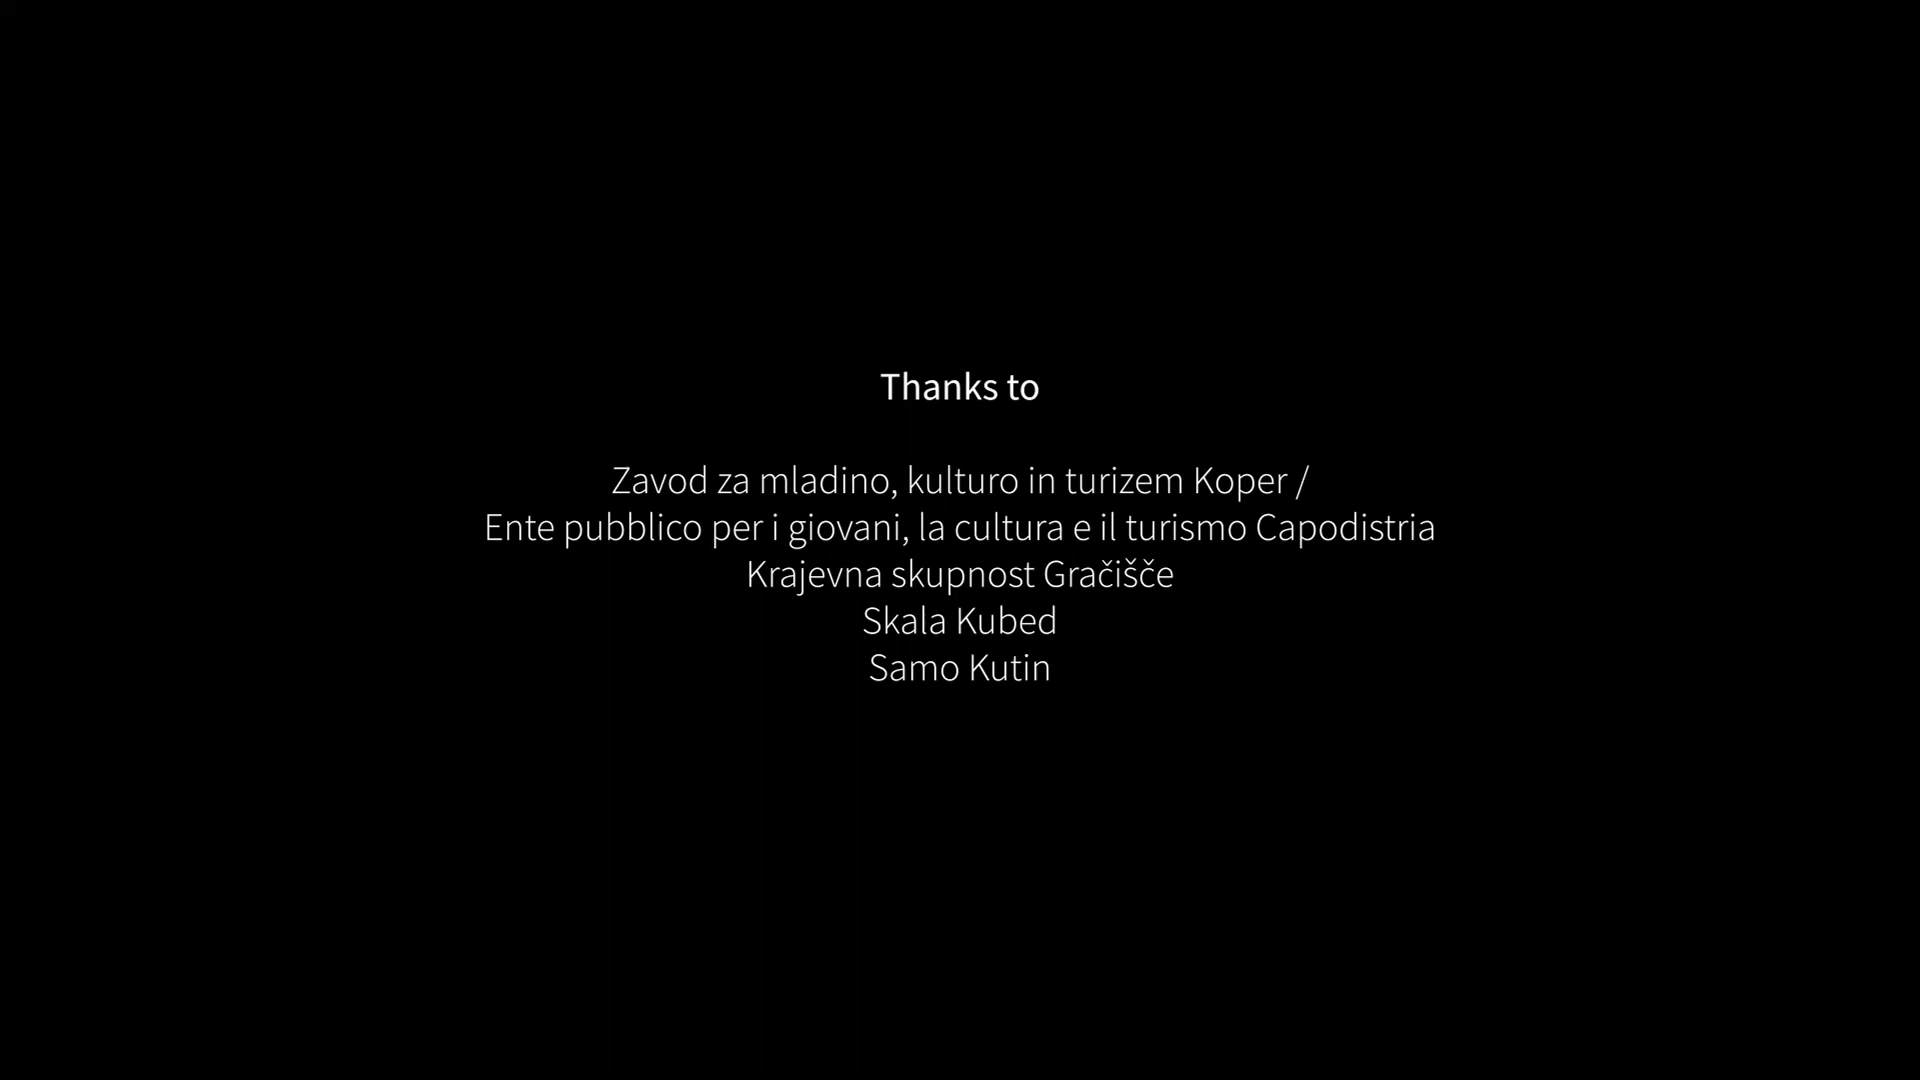 Thanks to
Zavod za mladino, kulturo in turizem Koper /
Ente pubblico per i giovani, la cultura e il turismo Capodistria
Krajevna skupnost Gračišče
Skala Kubed
Samo Kutin